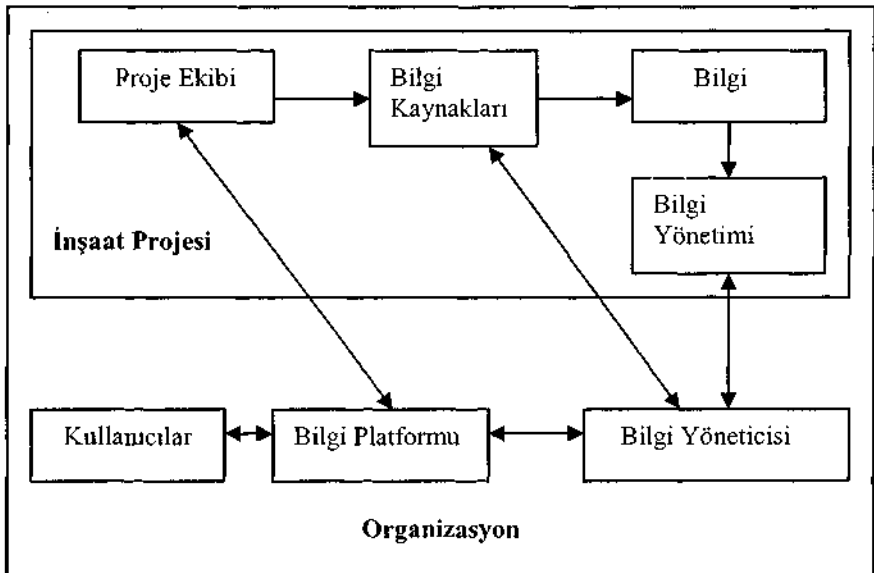 Proje Ekibi
Bilgi
Kaynakları
Bilgi
Bilgi
Yönetimi
İnşaat Projesi
Kullanıcılar
Bilgi Platformu
Bilgi Yöneticisi
Organizasyon